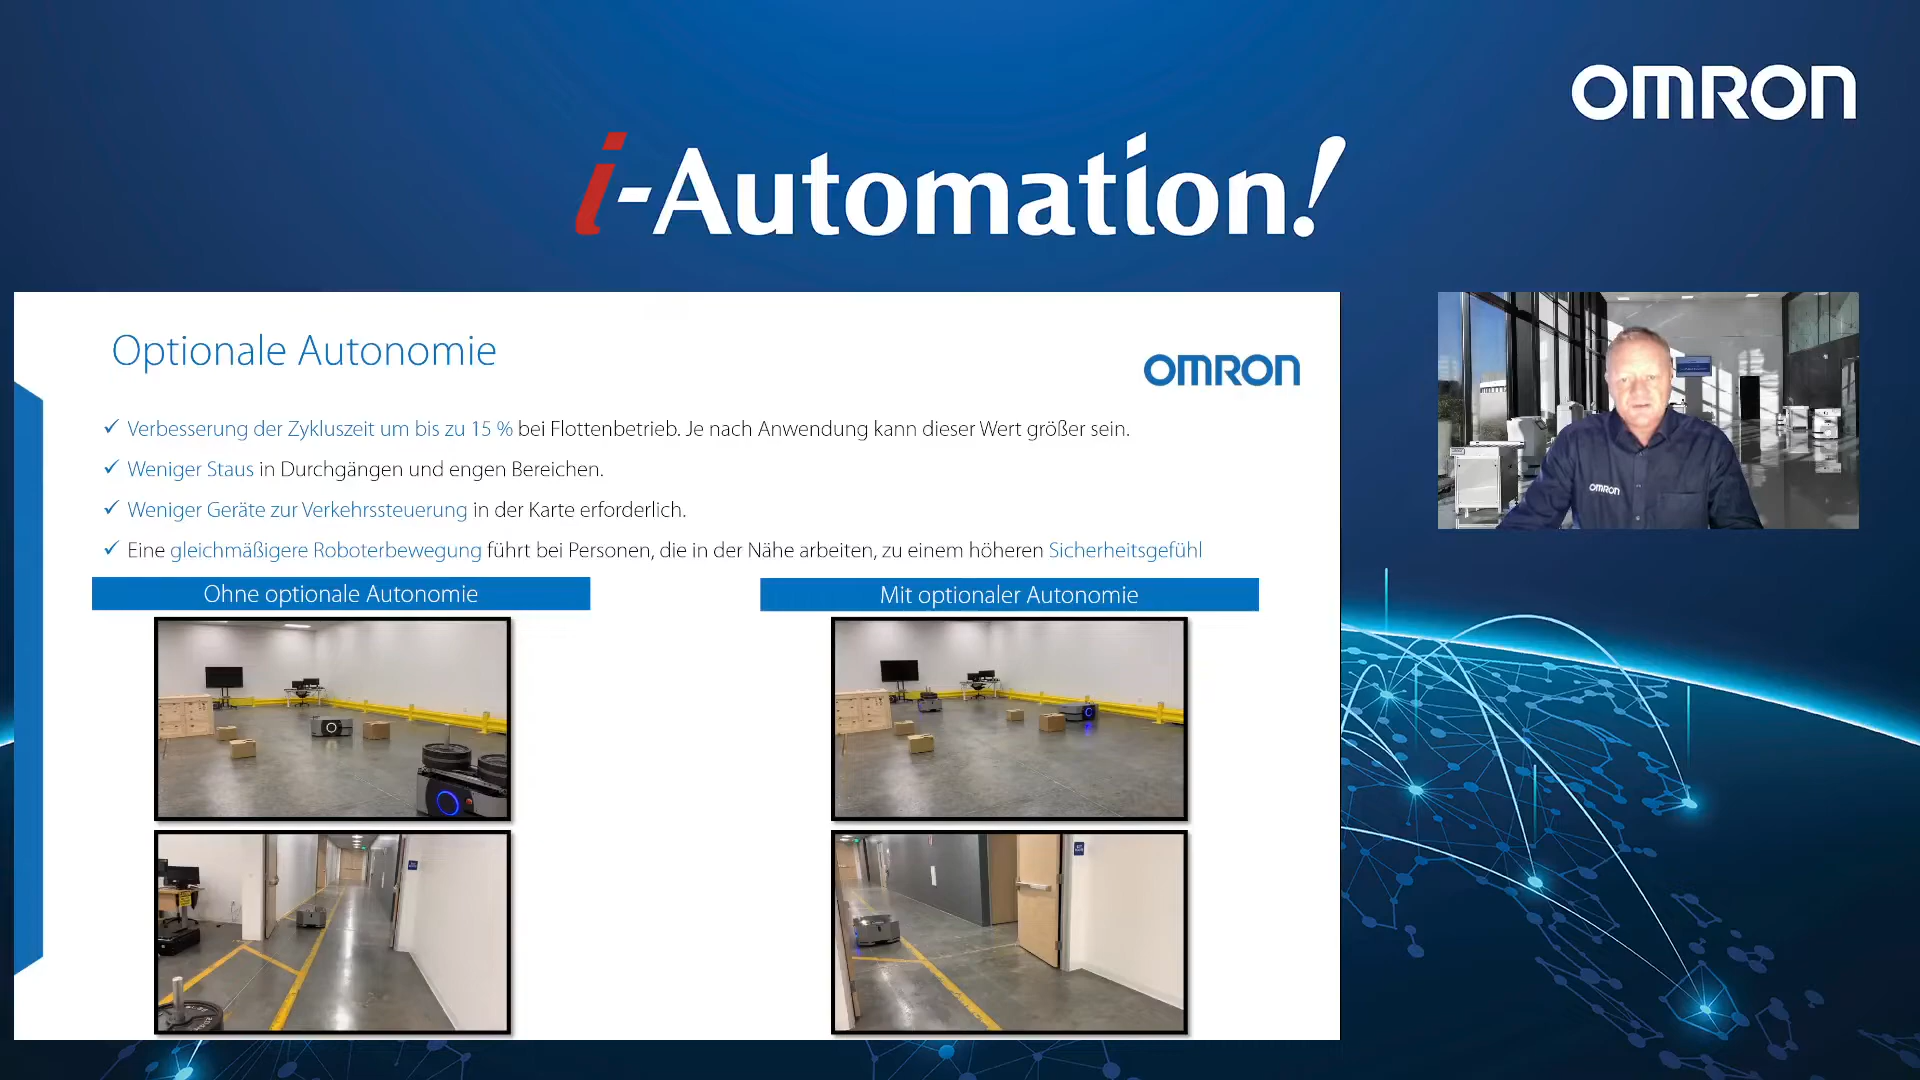 OMRON
i-Automation!
Optionale Autonomie
OMRON
Verbesserung der Zykluszeit um bis zu 15 % bei Flottenbetrieb. Je nach Anwendung kann dieser Wert größer sein.
Weniger Staus in Durchgängen und engen Bereichen.
Weniger Geräte zur Verkehrssteuerung in der Karte erforderlich.
Eine gleichmäßigere Roboterbewegung führt bei Personen, die in der Nähe arbeiten, zu einem höheren Sicherheitsgefühl
Ohne optionale Autonomie
Mit optionaler Autonomie
OMRON